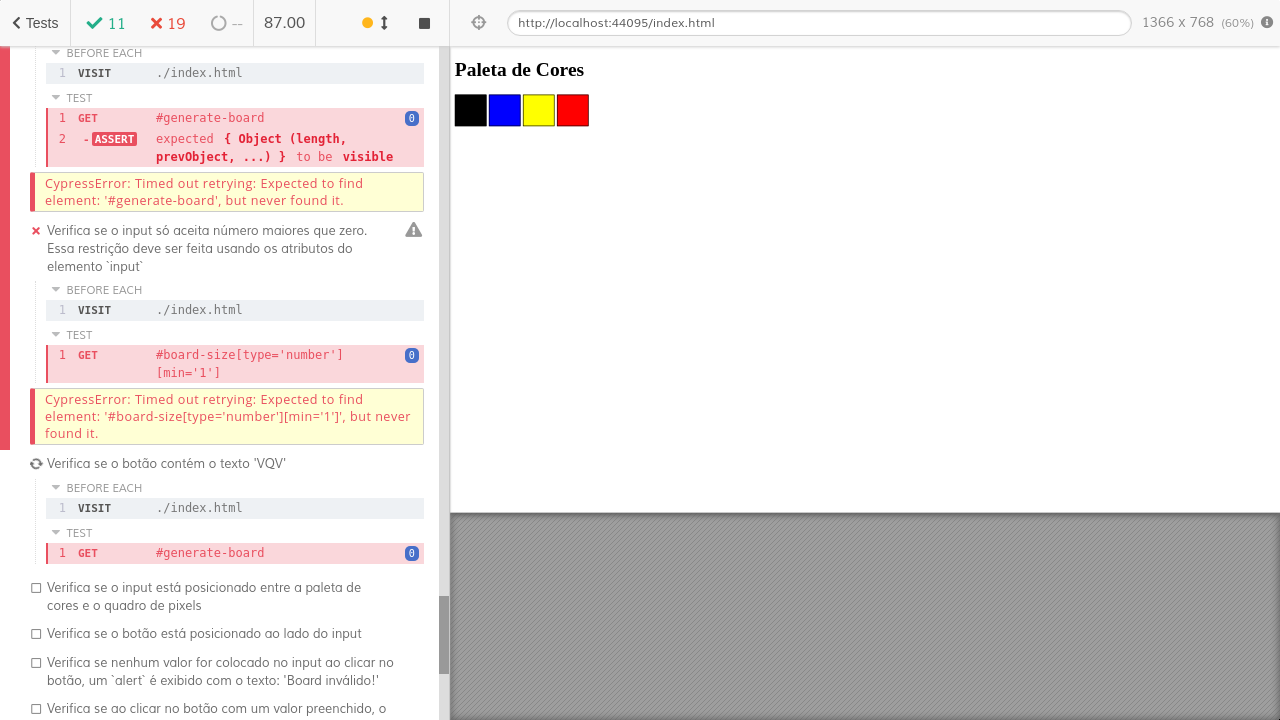 Tests
11
19
--
87.00
http://localhost:44095/index.html
1366 x 768 (60%)
BEFORE EACH
1 VISIT ./index.html
TEST
1 GET #generate-board 0
2 - ASSERT expected { Object (length,
prevObject, ...) } to be visible
CypressError: Timed out retrying: Expected to find
element: '#generate-board', but never found it.
Verifica se o input só aceita número maiores que zero.
Essa restrição deve ser feita usando os atributos do
elemento `input`
BEFORE EACH
1 VISIT ./index.html
TEST
1 GET #board-size[type='number'] 0
[min='1']
CypressError: Timed out retrying: Expected to find
element: '#board-size[type='number'][min='1']', but never
found it.
Verifica se o botão contém o texto 'VQV'
BEFORE EACH
1 VISIT ./index.html
TEST
1 GET #generate-board 0
Verifica se o input está posicionado entre a paleta de
cores e o quadro de pixels
Verifica se o botão está posicionado ao lado do input
Verifica se nenhum valor for colocado no input ao clicar no
botão, um `alert` é exibido com o texto: 'Board inválido!'
Verifica se ao clicar no botão com um valor preenchido, o
Paleta de Cores